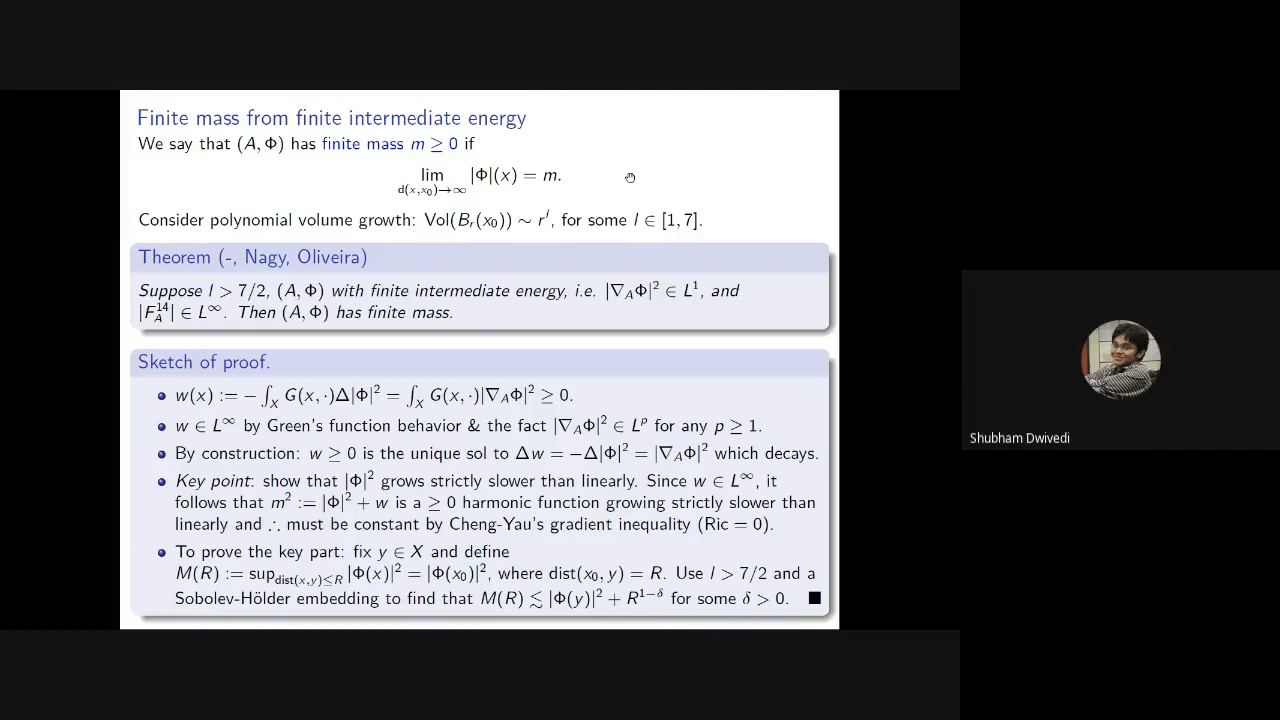 Finite mass from finite intermediate energy
We say that (A, Φ) has finite mass m ≥ 0 if
lim_{d(x,x₀)→∞} |Φ|(x) = m.
Consider polynomial volume growth: Vol(B_r(x₀)) ∼ r^l, for some l ∈ [1, 7].
Theorem (-, Nagy, Oliveira)
Suppose l > 7/2, (A, Φ) with finite intermediate energy, i.e. |∇_AΦ|² ∈ L¹, and
|F_A^{14}| ∈ L^∞. Then (A, Φ) has finite mass.
Sketch of proof.
• w(x) := −∫_X G(x, ·)Δ|Φ|² = ∫_X G(x, ·)|∇_AΦ|² ≥ 0.
• w ∈ L^∞ by Green's function behavior & the fact |∇_AΦ|² ∈ L^p for any p ≥ 1.
• By construction: w ≥ 0 is the unique sol to Δw = −Δ|Φ|² = |∇_AΦ|² which decays.
• Key point: show that |Φ|² grows strictly slower than linearly. Since w ∈ L^∞, it
follows that m² := |Φ|² + w is a ≥ 0 harmonic function growing strictly slower than
linearly and ∴ must be constant by Cheng-Yau's gradient inequality (Ric = 0).
• To prove the key part: fix y ∈ X and define
M(R) := sup_{dist(x,y)≤R} |Φ(x)|² = |Φ(x₀)|², where dist(x₀, y) = R. Use l > 7/2 and a
Sobolev-Hölder embedding to find that M(R) ≲ |Φ(y)|² + R^{1−δ} for some δ > 0. ■
Shubham Dwivedi